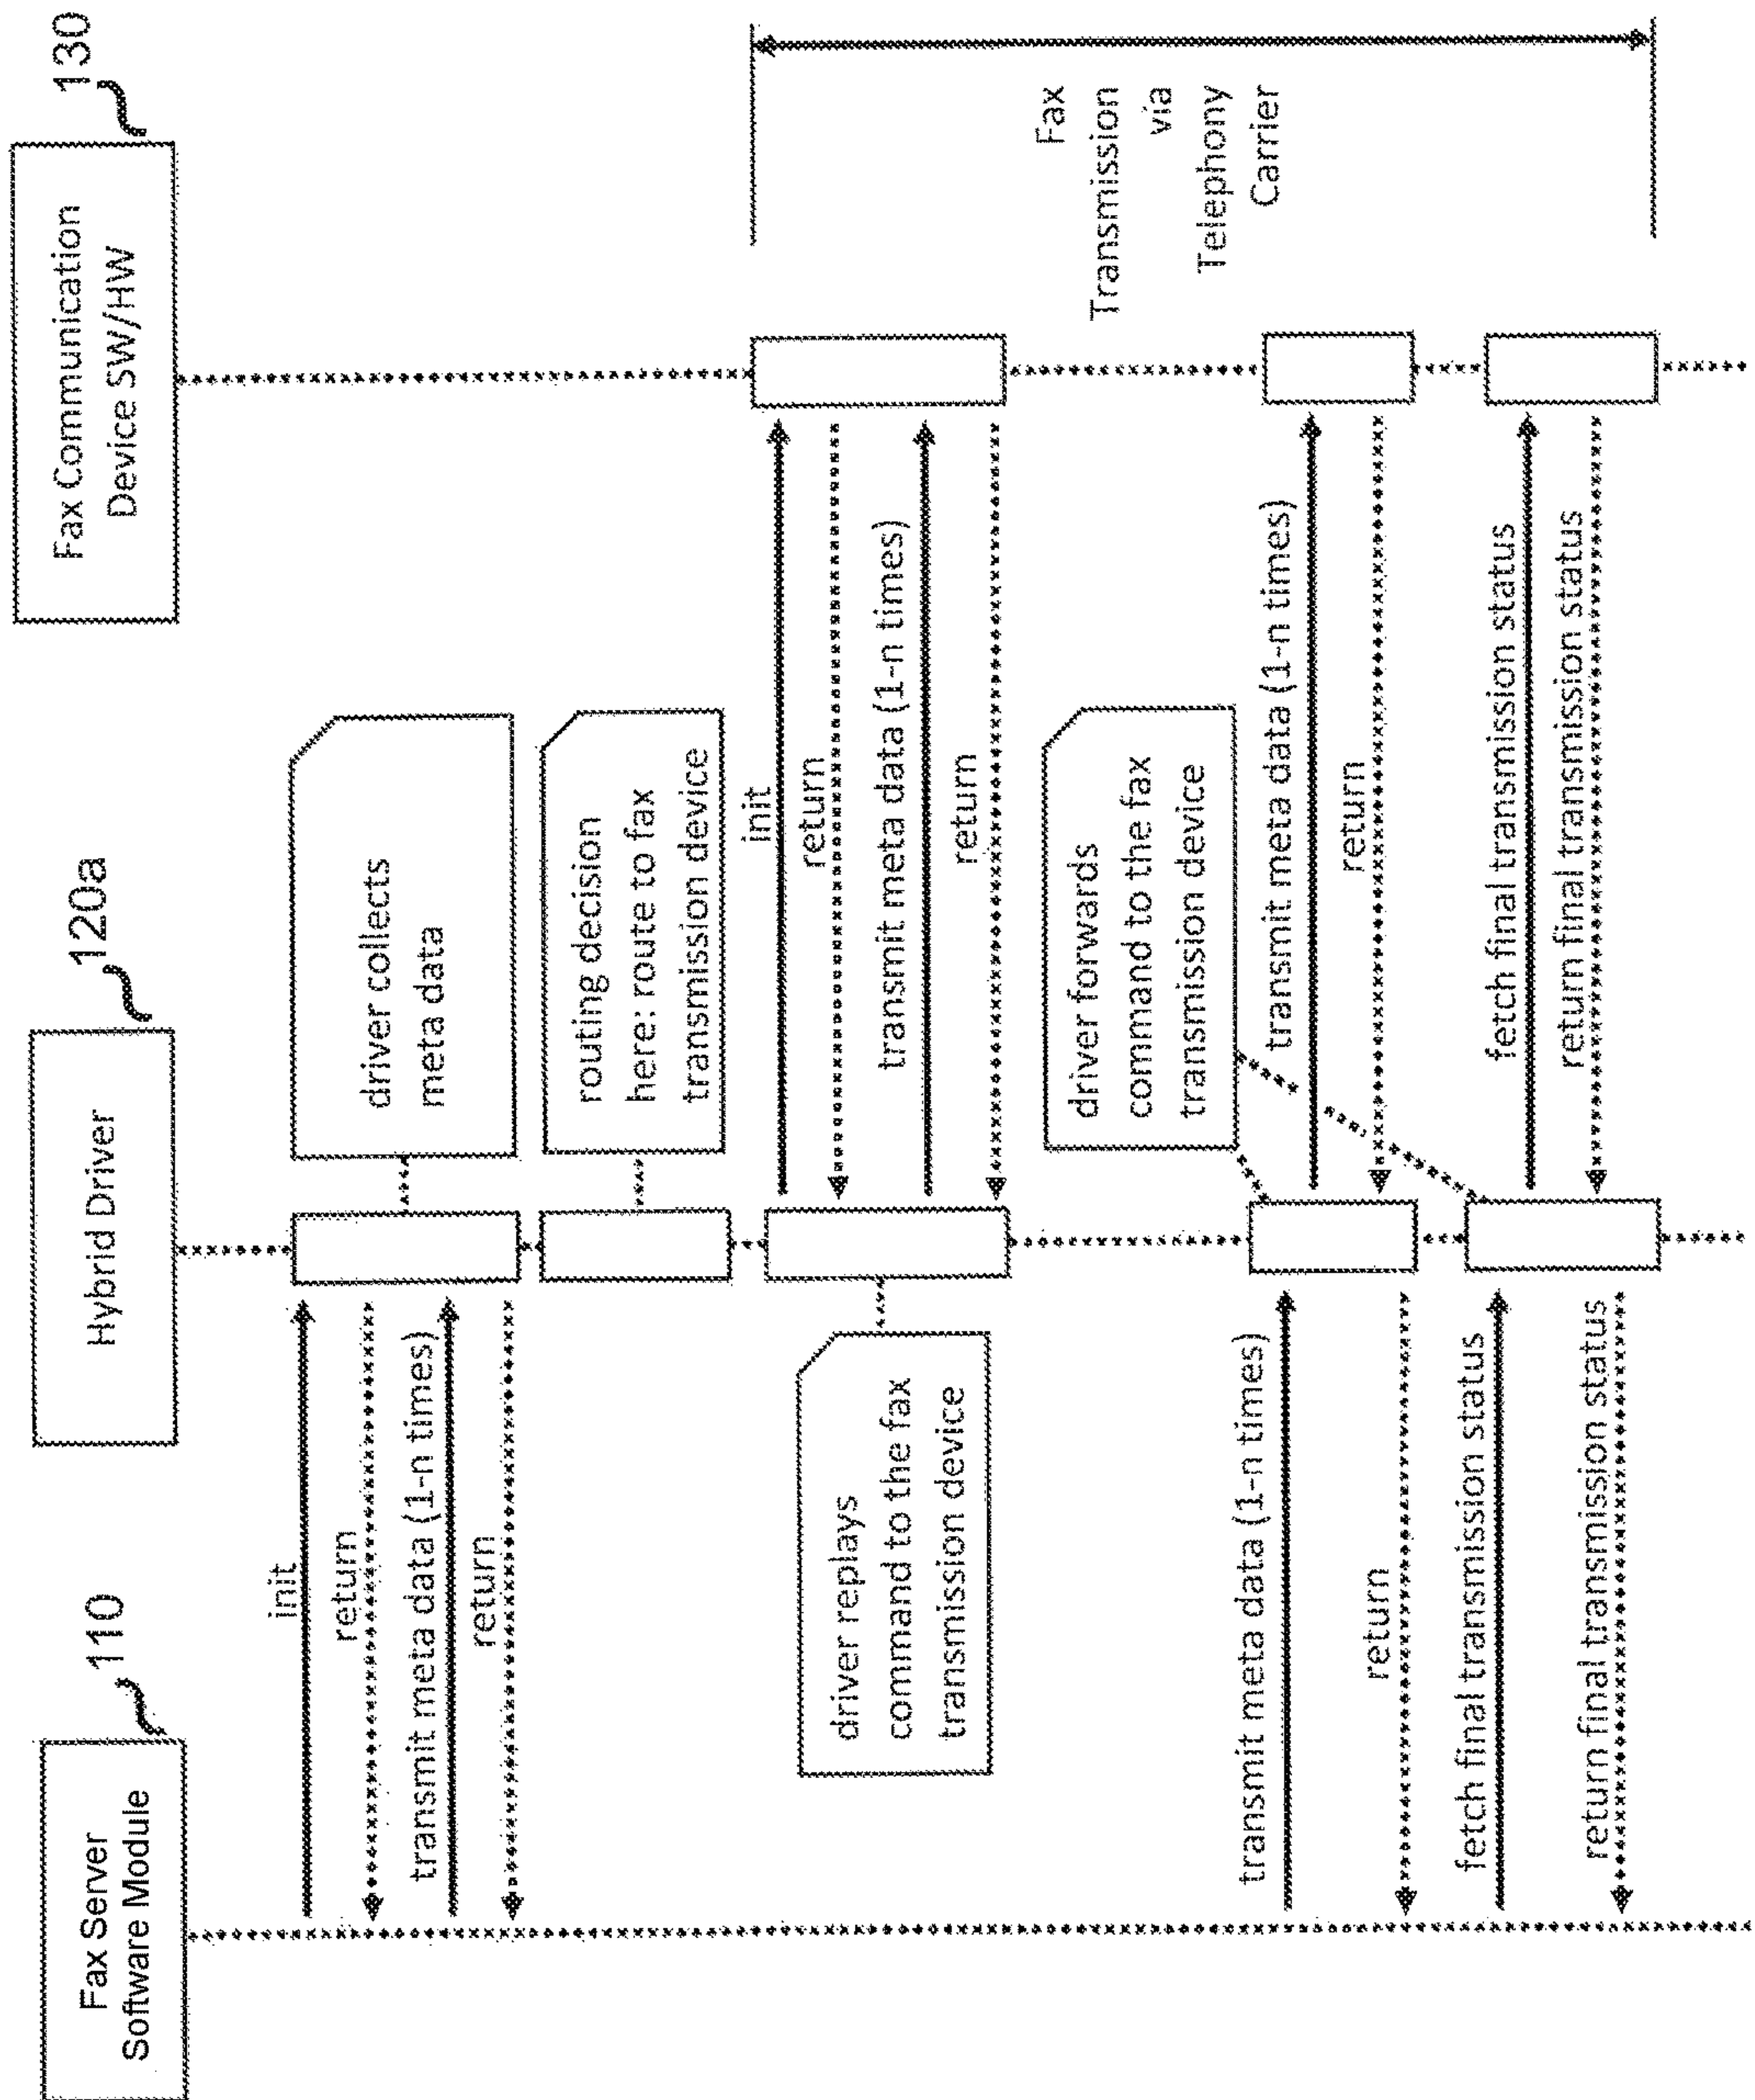 Fax Server
Software Module
110
Hybrid Driver
120a
Fax Communication
Device SW/HW
130
init
return
transmit meta data (1-n times)
return
driver collects
meta data
routing decision
here: route to fax
transmission device
driver replays
command to the fax
transmission device
init
return
transmit meta data (1-n times)
return
driver forwards
command to the fax
transmission device
transmit meta data (1-n times)
return
transmit meta data (1-n times)
return
fetch final transmission status
return final transmission status
fetch final transmission status
return final transmission status
Fax
Transmission
via
Telephony
Carrier